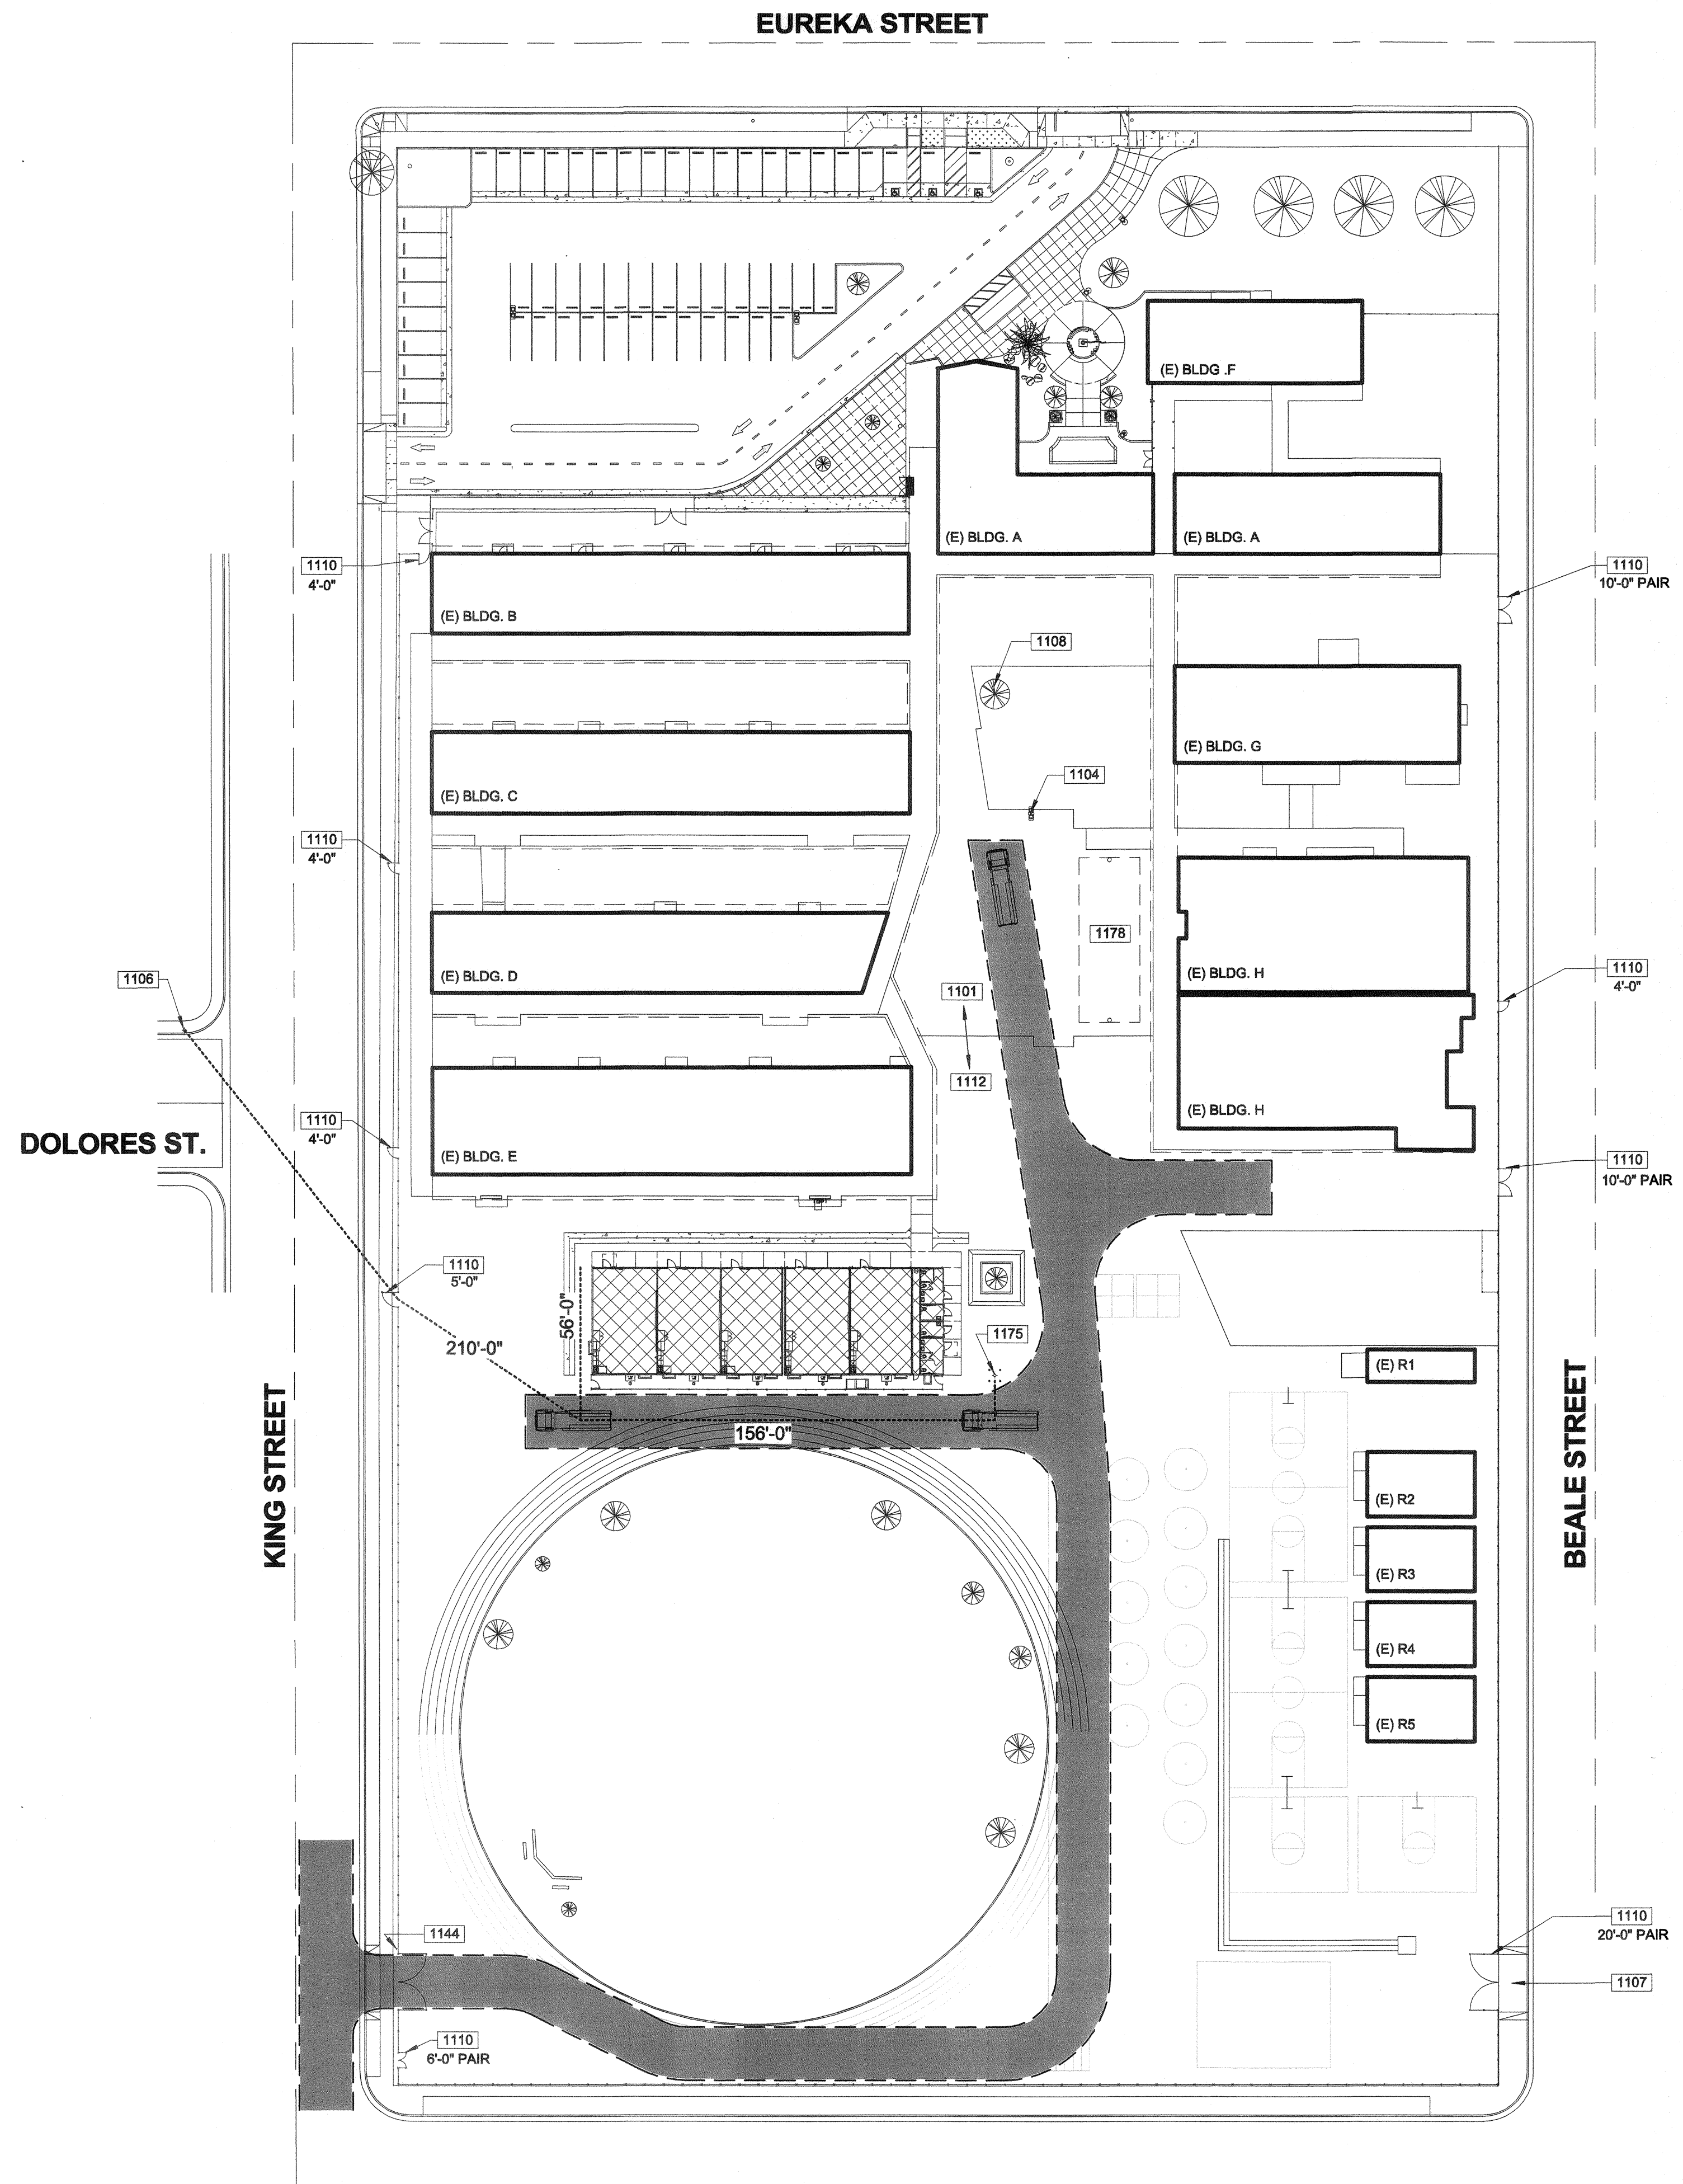 EUREKA STREET
(E) BLDG .F
(E) BLDG. A
(E) BLDG. A
1110
4'-0"
1110
10'-0" PAIR
(E) BLDG. B
1108
(E) BLDG. G
1104
(E) BLDG. C
1110
4'-0"
1178
(E) BLDG. D
(E) BLDG. H
1110
4'-0"
1106
1101
1112
(E) BLDG. H
1110
4'-0"
DOLORES ST.
(E) BLDG. E
1110
10'-0" PAIR
1110
5'-0"
56'-0"
210'-0"
1175
(E) R1
156'-0"
KING STREET
BEALE STREET
(E) R2
(E) R3
(E) R4
(E) R5
1144
1110
20'-0" PAIR
1107
1110
6'-0" PAIR